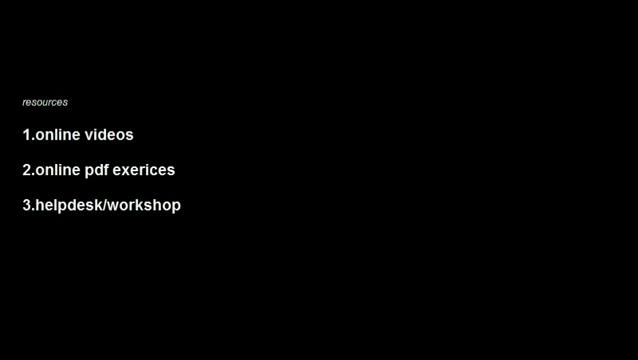 resources
1.online videos
2.online pdf exerices
3.helpdesk/workshop